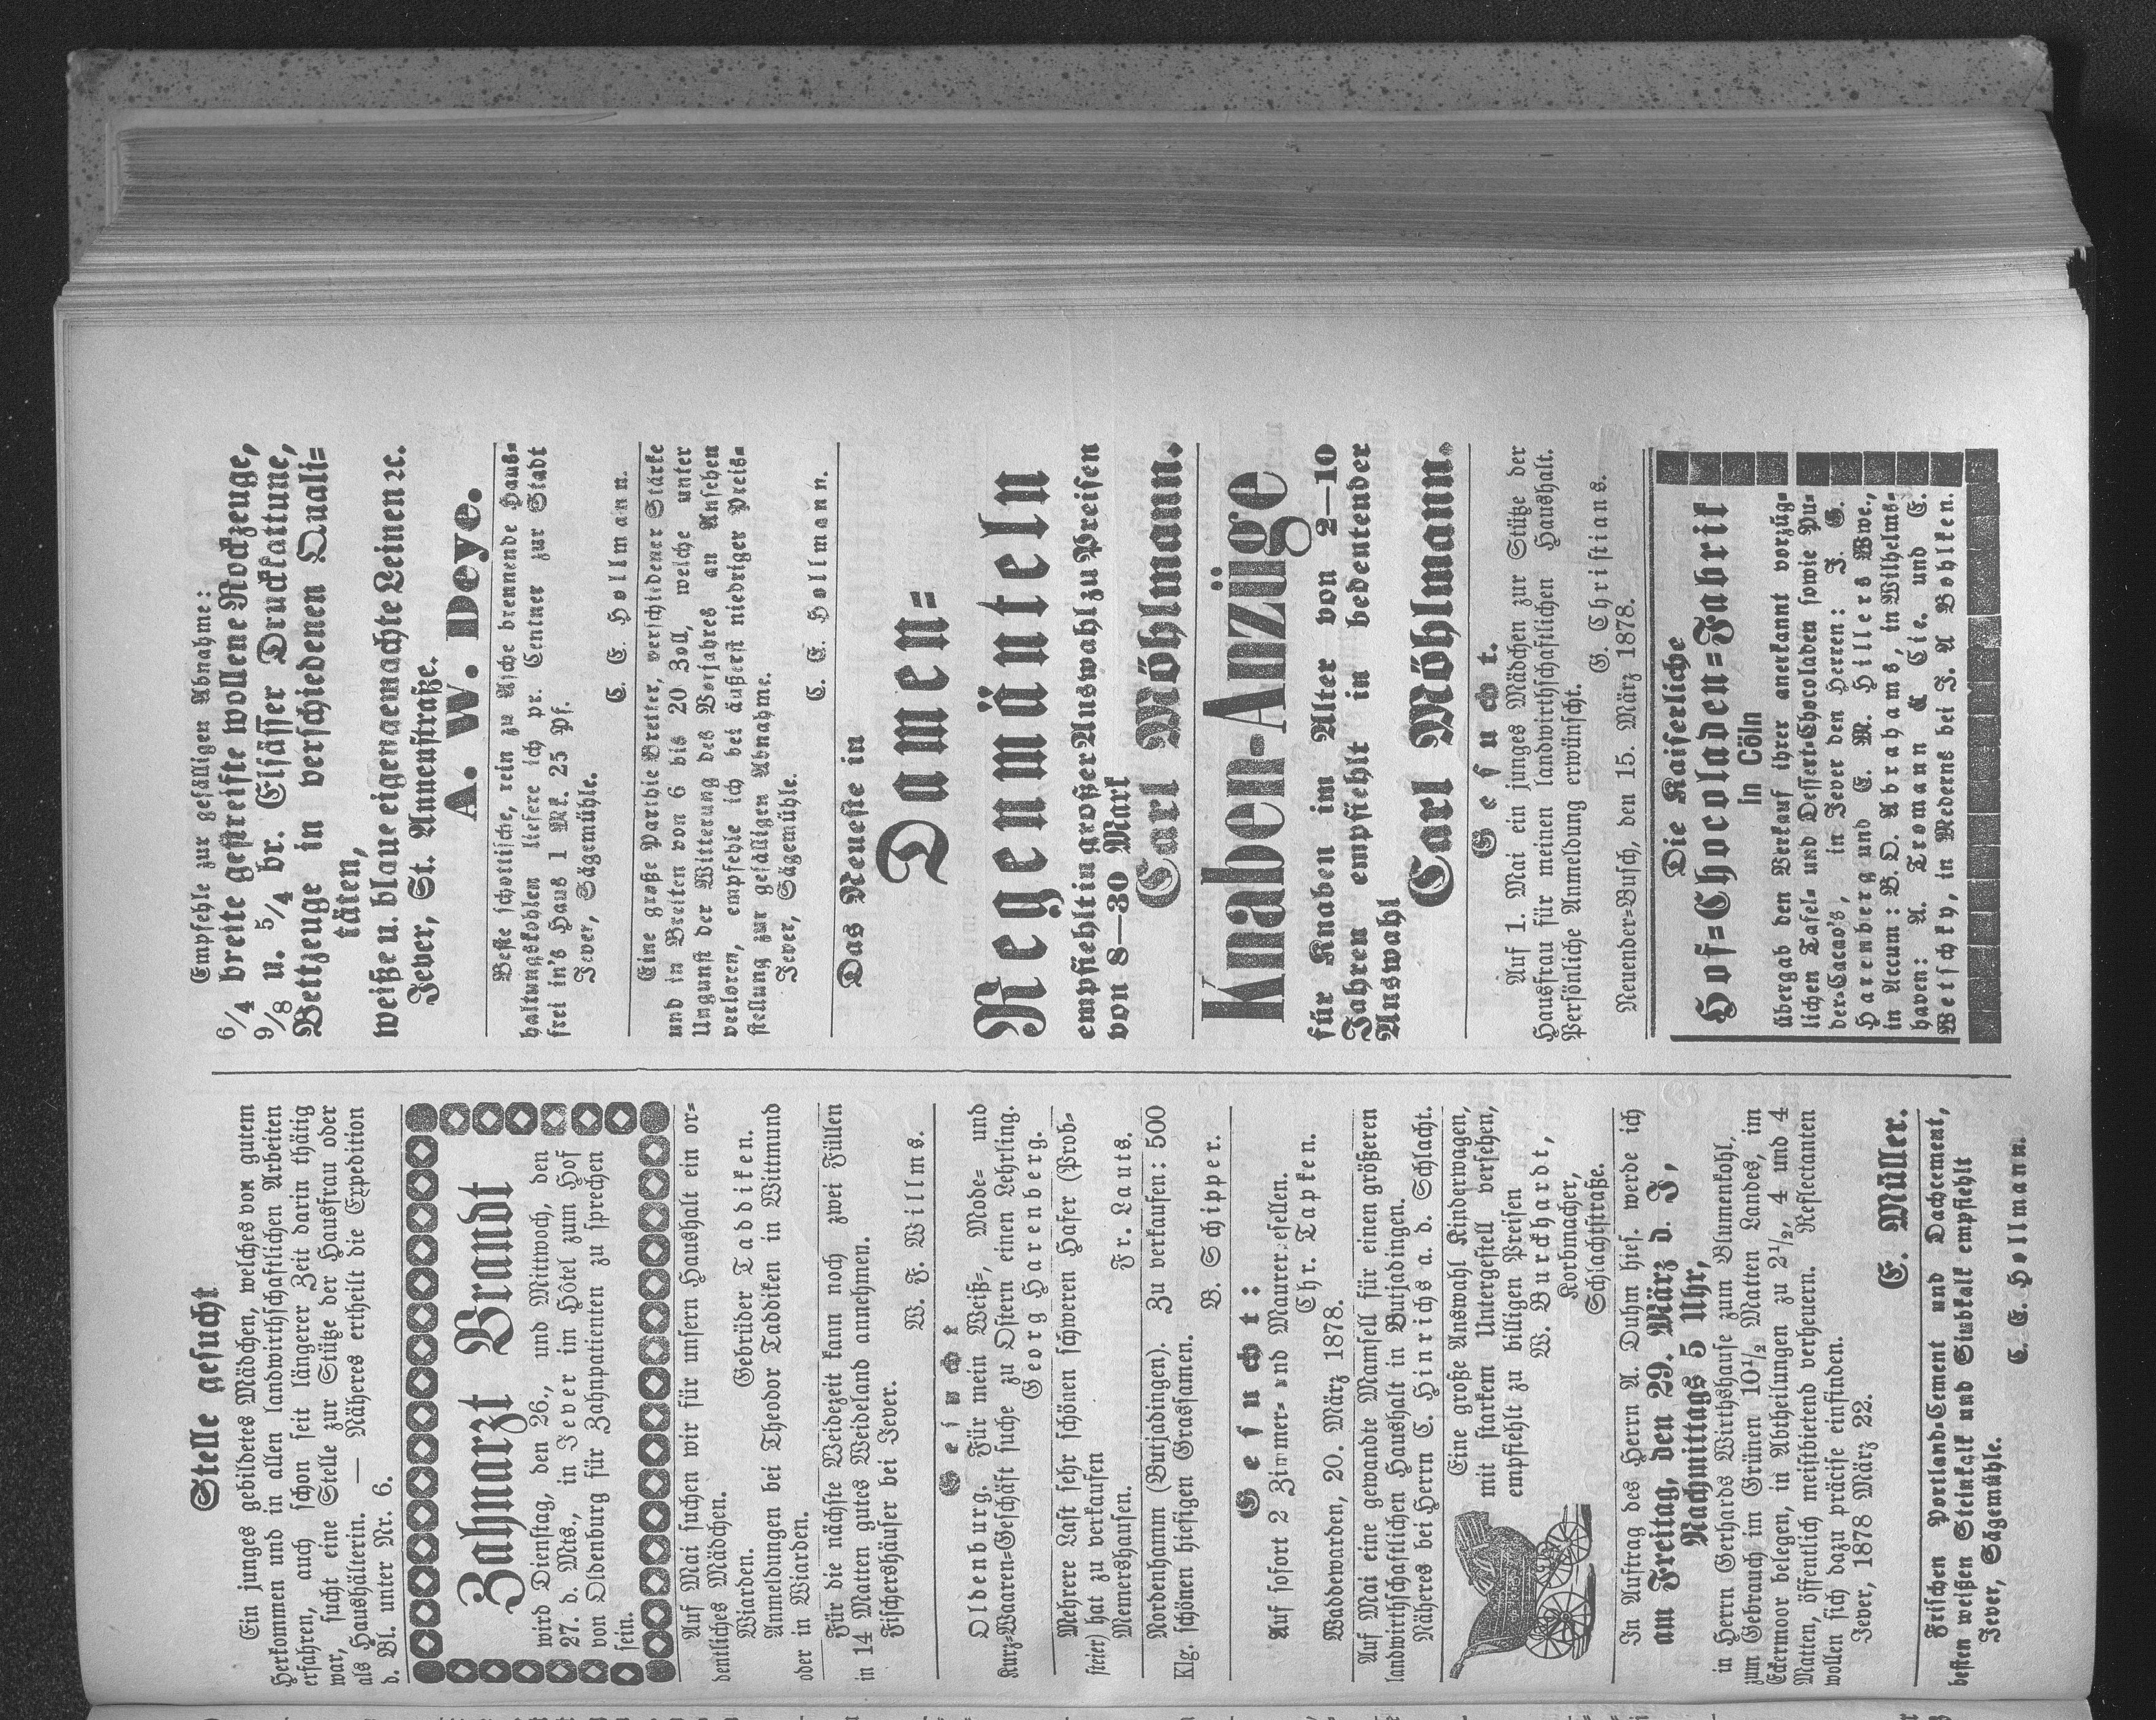 Stelle gesucht
Ein junges gebildetes Mädchen, welches von gutem
Herkommen und in allen landwirthschaftlichen Arbeiten
erfahren, auch schon seit längerer Zeit darin thätig
war, sucht eine Stelle zur Stütze der Hausfrau oder
als Haushälterin. — Näheres ertheilt die Expedition
d. Bl. unter Nr. 6.
Zahnarzt Brandt
wird Dienstag, den 26., und Mittwoch, den
27. d. Mts., in Jever im Hôtel zum Hof
von Oldenburg für Zahnpatienten zu sprechen
sein.
Auf Mai suchen wir für unsern Haushalt ein or-
dentliches Mädchen.
Wiarden. Gebrüder Taddiken.
Anmeldungen bei Theodor Taddiken in Wittmund
oder in Wiarden.
Für die nächste Weidezeit kann noch zwei Füllen
in 14 Matten gutes Weideland annehmen.
Fischershäuser bei Jever. W. F. Willms.
Gesucht
Oldenburg. Für mein Weiß-, Mode- und
Kurz-Waaren-Geschäft suche zu Ostern einen Lehrling.
Georg Harenberg.
Mehrere Last sehr schönen schweren Hafer (Prob-
steier) hat zu verkaufen
Memershausen. Fr. Lauts.
Nordenhamm (Butjadingen). Zu verkaufen: 500
Klg. schönen hiesigen Grassamen.
B. Schipper.
Gesucht:
Auf sofort 2 Zimmer- und Maurergesellen.
Chr. Tapken.
Waddewarden, 20. März 1878.
Auf Mai eine gewandte Mamsell für einen größeren
landwirthschaftlichen Haushalt in Butjadingen.
Näheres bei Herrn C. Hinrichs a. d. Schlacht.
Eine große Auswahl Kinderwagen,
mit starkem Untergestell versehen,
empfiehlt zu billigen Preisen
W. Burckhardt,
Korbmacher,
Schlachtstraße.
In Auftrag des Herrn A. Duhm hies. werde ich
am Freitag, den 29. März d. J.,
Nachmittags 5 Uhr,
in Herrn Gerhards Wirthshause zum Blumenkohl,
zum Gebrauch im Grünen 10½ Matten Landes, im
Eckermoor belegen, in Abtheilungen zu 2½, 4 und 4
Matten, öffentlich meistbietend verheuern. Reflectanten
wollen sich dazu präcise einfinden.
Jever, 1878 März 22.
E. Müller.
Frischen Portland-Cement und Dachcement,
besten weißen Steinkalk und Staubkalk empfiehlt
Jever, Sägemühle. C. E. Hollmann.
Empfehle zur gefälligen Abnahme:
6/4 breite gestreifte wollene Rockzeuge,
9/8 u. 5/4 br. Elsässer Druckkattune,
Bettzeuge in verschiedenen Quali-
täten,
weiße u. blaue eigengemachte Leinen ꝛc.
Jever, St. Annenstraße.
A. W. Deye.
Beste schottische, rein zu Asche brennende Haus-
haltungskohlen liefere ich pr. Centner zur Stadt
frei in's Haus 1 Mk. 25 Pf.
Jever, Sägemühle.
C. E. Hollmann.
Eine große Parthie Bretter, verschiedener Stärke
und in Breiten von 6 bis 20 Zoll, welche unter
Ungunst der Witterung des Vorjahres an Ansehen
verloren, empfehle ich bei äußerst niedriger Preis-
stellung zur gefälligen Abnahme.
Jever, Sägemühle.
C. E. Hollmann.
Das Neueste in
Damen-
Regenmänteln
empfiehlt in großer Auswahl zu Preisen
von 8—30 Mark
Carl Möhlmann.
Knaben-Anzüge
für Knaben im Alter von 2—10
Jahren empfiehlt in bedeutender
Auswahl
Carl Möhlmann.
Gesucht.
Auf 1. Mai ein junges Mädchen zur Stütze der
Hausfrau für meinen landwirthschaftlichen Haushalt.
Persönliche Anmeldung erwünscht.
G. Christians.
Neuender-Busch, den 15. März 1878.
Die Kaiserliche
Hof-Chocoladen-Fabrik
in Cöln
übergab den Verkauf ihrer anerkannt vorzüg-
lichen Tafel- und Dessert-Chocoladen sowie Pu-
der-Cacao's, in Jever den Herren: J. G.
Harenberg und E. M. Hillers Wwe,
in Accum: B. D. Abrahams, in Wilhelms-
haven: A. Tromann & Cie. und E.
Wetschky, in Mederns bei J. A Bohlken.